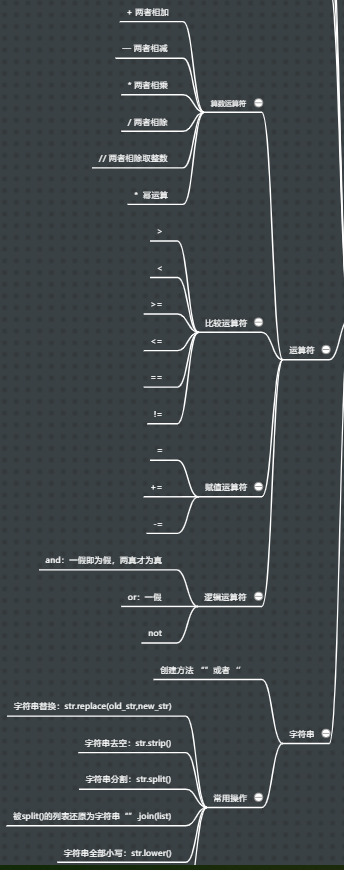 + 两者相加
— 两者相减
* 两者相乘
/ 两者相除
// 两者相除取整数
* 幂运算
算数运算符
>
<
>=
<=
==
!=
比较运算符
运算符
=
+=
-=
赋值运算符
and：一假即为假，两真才为真
or：一假
not
逻辑运算符
创建方法 “” 或者 ‘’
字符串替换：str.replace(old_str,new_str)
字符串去空：str.strip()
字符串分割：str.split()
被split()的列表还原为字符串 “” .join(list)
字符串全部小写：str.lower()
常用操作
字符串